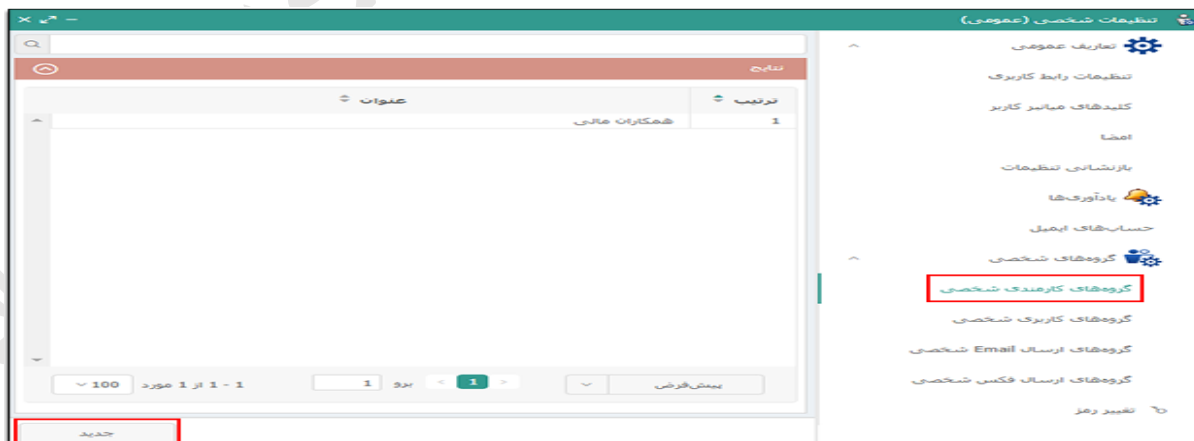 تنظیمات شخصی (عمومی)
تعاریف عمومی
تنظیمات رابط کاربری
کلیدهای میانبر کاربر
امضا
بازنشانی تنظیمات
یادآوری‌ها
حساب‌های ایمیل
گروه‌های شخصی
گروه‌های کارمندی شخصی
گروه‌های کاربری شخصی
گروه‌های ارسال Email شخصی
گروه‌های ارسال فکس شخصی
تغییر رمز
نتایج
ترتیب عنوان
1 همکاران مالی
پیش‌فرض > 1 < برو 1 1 - 1 از 1 مورد 100
جدید